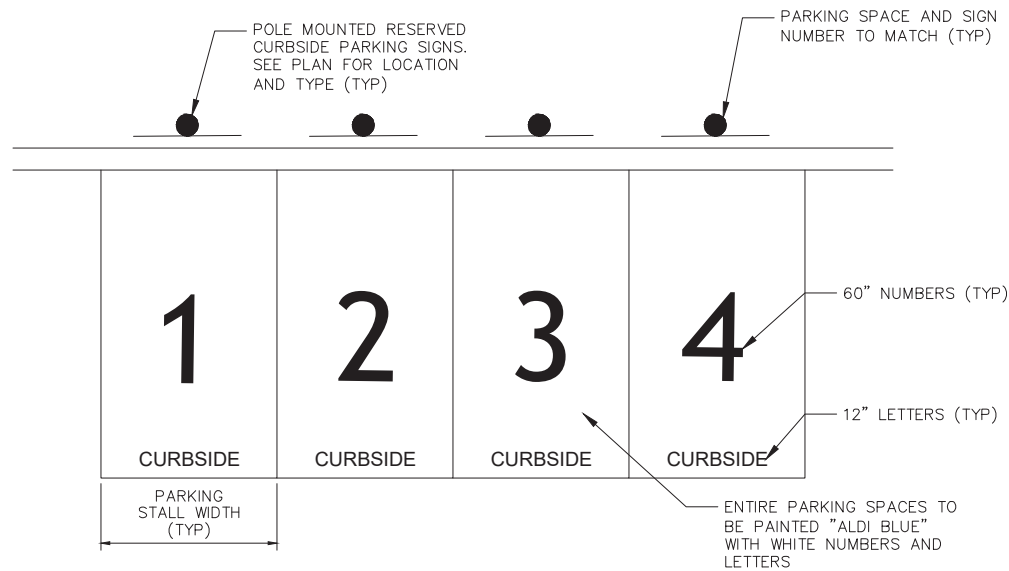 POLE MOUNTED RESERVED
CURBSIDE PARKING SIGNS.
SEE PLAN FOR LOCATION
AND TYPE (TYP)
PARKING SPACE AND SIGN
NUMBER TO MATCH (TYP)
1
2
3
4
60" NUMBERS (TYP)
12" LETTERS (TYP)
CURBSIDE
CURBSIDE
CURBSIDE
CURBSIDE
PARKING
STALL WIDTH
(TYP)
ENTIRE PARKING SPACES TO
BE PAINTED "ALDI BLUE"
WITH WHITE NUMBERS AND
LETTERS